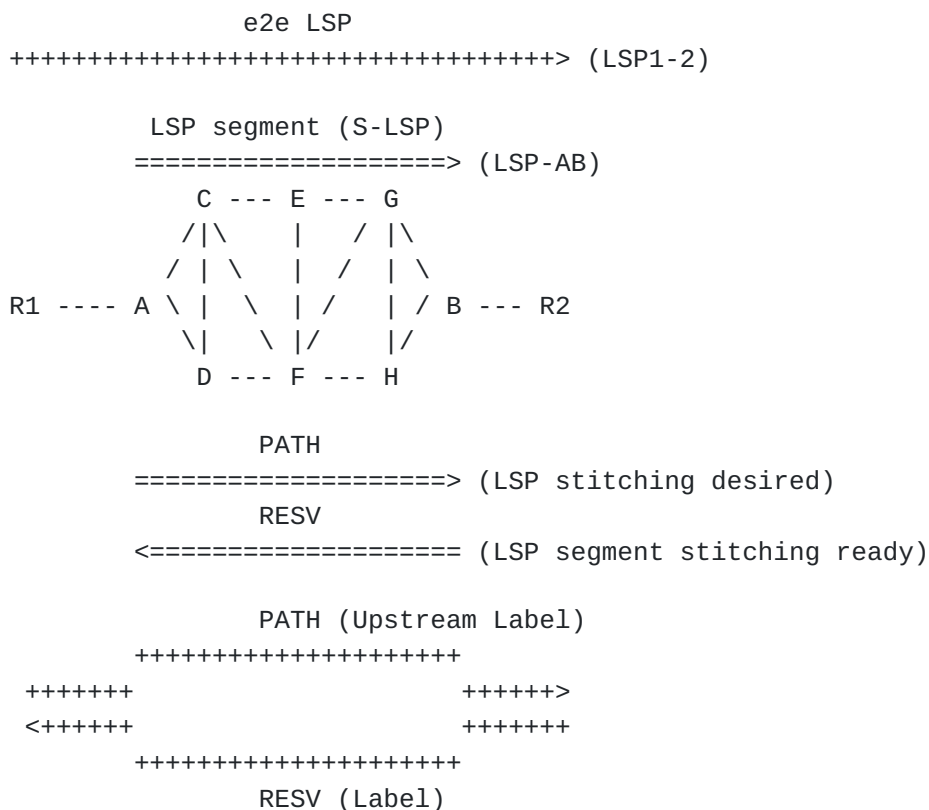 e2e LSP
+++++++++++++++++++++++++++++++++++> (LSP1-2)

         LSP segment (S-LSP)
        ====================> (LSP-AB)
            C --- E --- G
           /|\    |   / |\
          / | \   |  /  | \
R1 ---- A \ |  \  | /   | / B --- R2
           \|   \ |/    |/
            D --- F --- H

                PATH
        ====================> (LSP stitching desired)
                RESV
        <==================== (LSP segment stitching ready)

                PATH (Upstream Label)
        +++++++++++++++++++++
 +++++++                     ++++++>
 <++++++                     +++++++
        +++++++++++++++++++++
                RESV (Label)